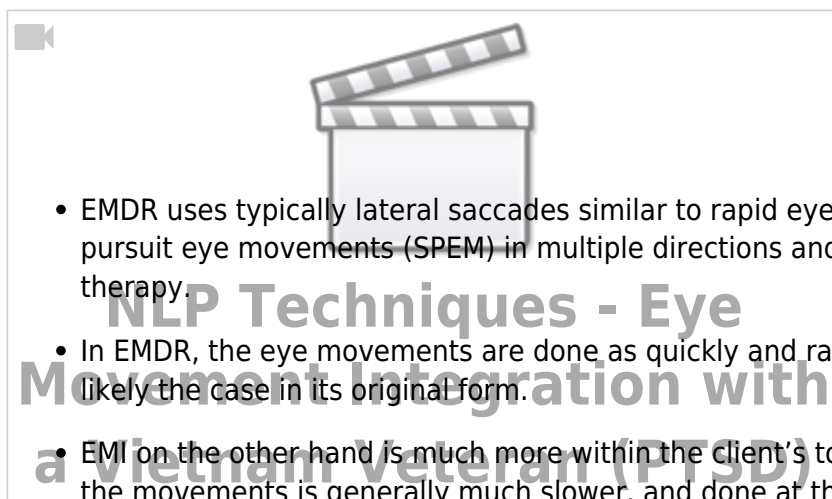 • EMDR uses typically lateral saccades similar to rapid eye
pursuit eye movements (SPEM) in multiple directions and
therapy.
NLP Techniques - Eye
• In EMDR, the eye movements are done as quickly and ra
likely the case in its original form.
Movement Integration with
• EMI on the other hand is much more within the client’s to
a Vietnam Veteran (PTSD)
the movements is generally much slower, and done at th